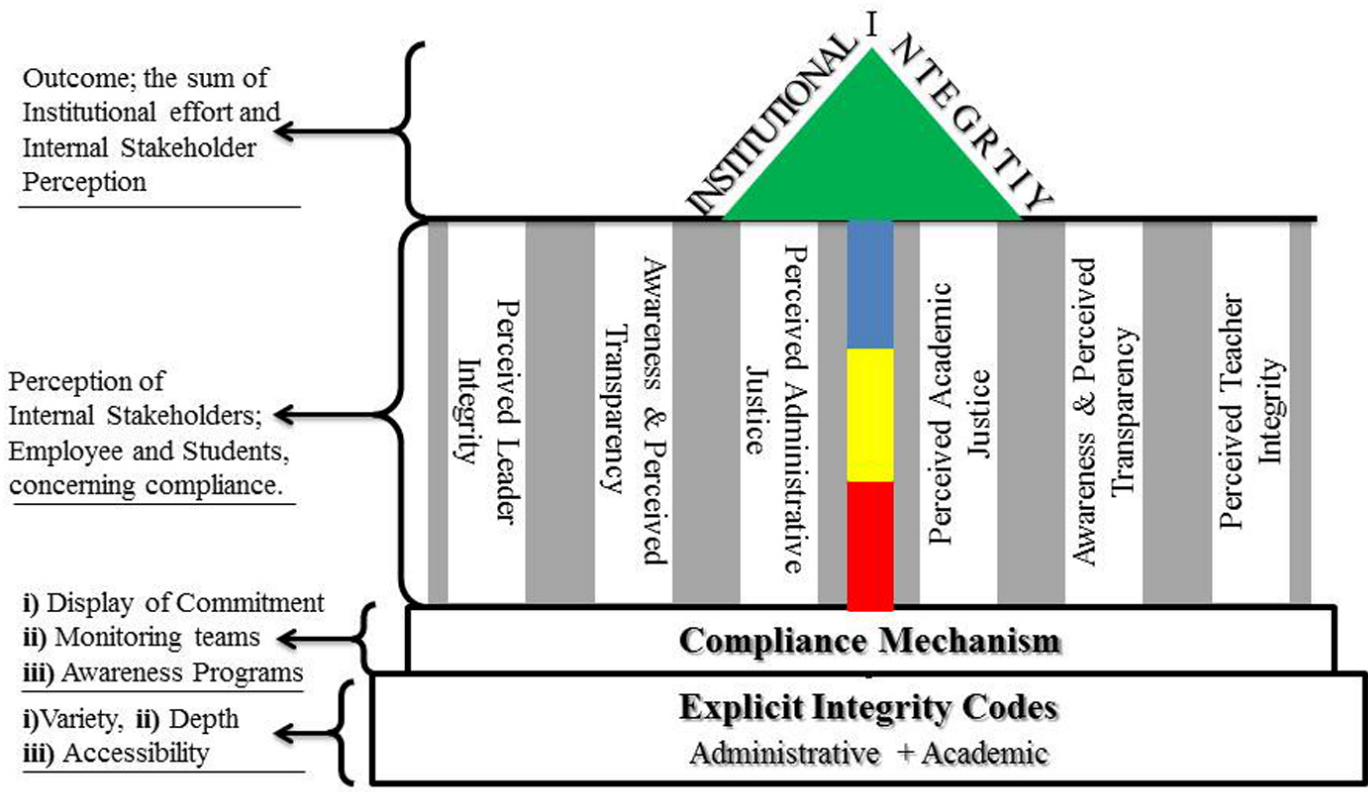 I
INSTITUTIONAL
NTEGRTIY
Outcome; the sum of
Institutional effort and
Internal Stakeholder
Perception
Perception of
Internal Stakeholders;
Employee and Students,
concerning compliance.
Perceived Leader
Integrity
Awareness & Perceived
Transparency
Perceived Administrative
Justice
Perceived Academic
Justice
Awareness & Perceived
Transparency
Perceived Teacher
Integrity
i) Display of Commitment
ii) Monitoring teams
iii) Awareness Programs
Compliance Mechanism
i)Variety, ii) Depth
iii) Accessibility
Explicit Integrity Codes
Administrative + Academic